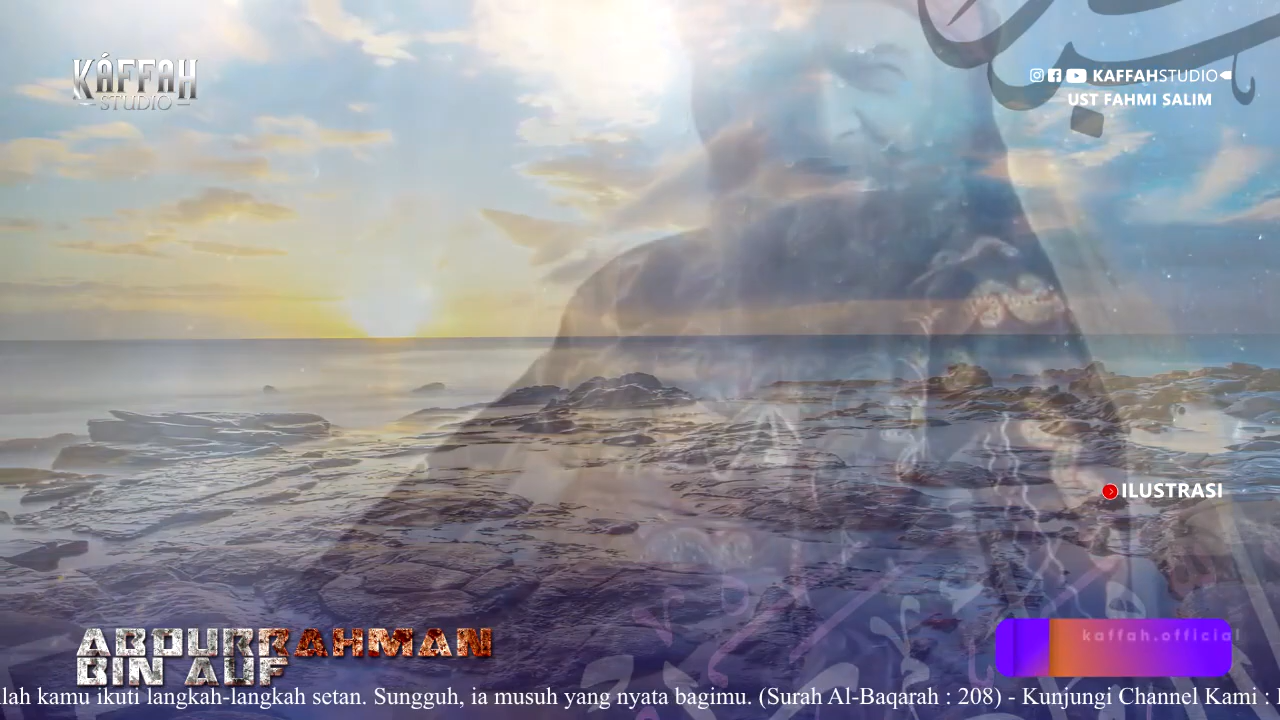 KÁFFAH
STUDIO
KAFFAHSTUDIO
UST FAHMI SALIM
ILUSTRASI
ABDURRAHMAN
BIN AUF
kaffah.official
lah kamu ikuti langkah-langkah setan. Sungguh, ia musuh yang nyata bagimu. (Surah Al-Baqarah : 208) - Kunjungi Channel Kami :